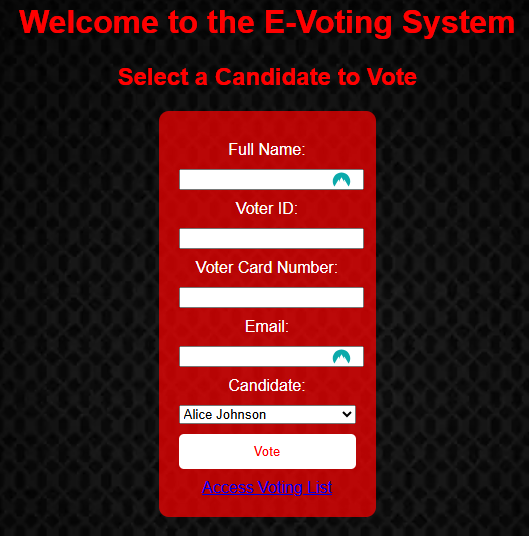 Welcome to the E-Voting System
Select a Candidate to Vote
Full Name:
Voter ID:
Voter Card Number:
Email:
Candidate:
Alice Johnson
Vote
Access Voting List